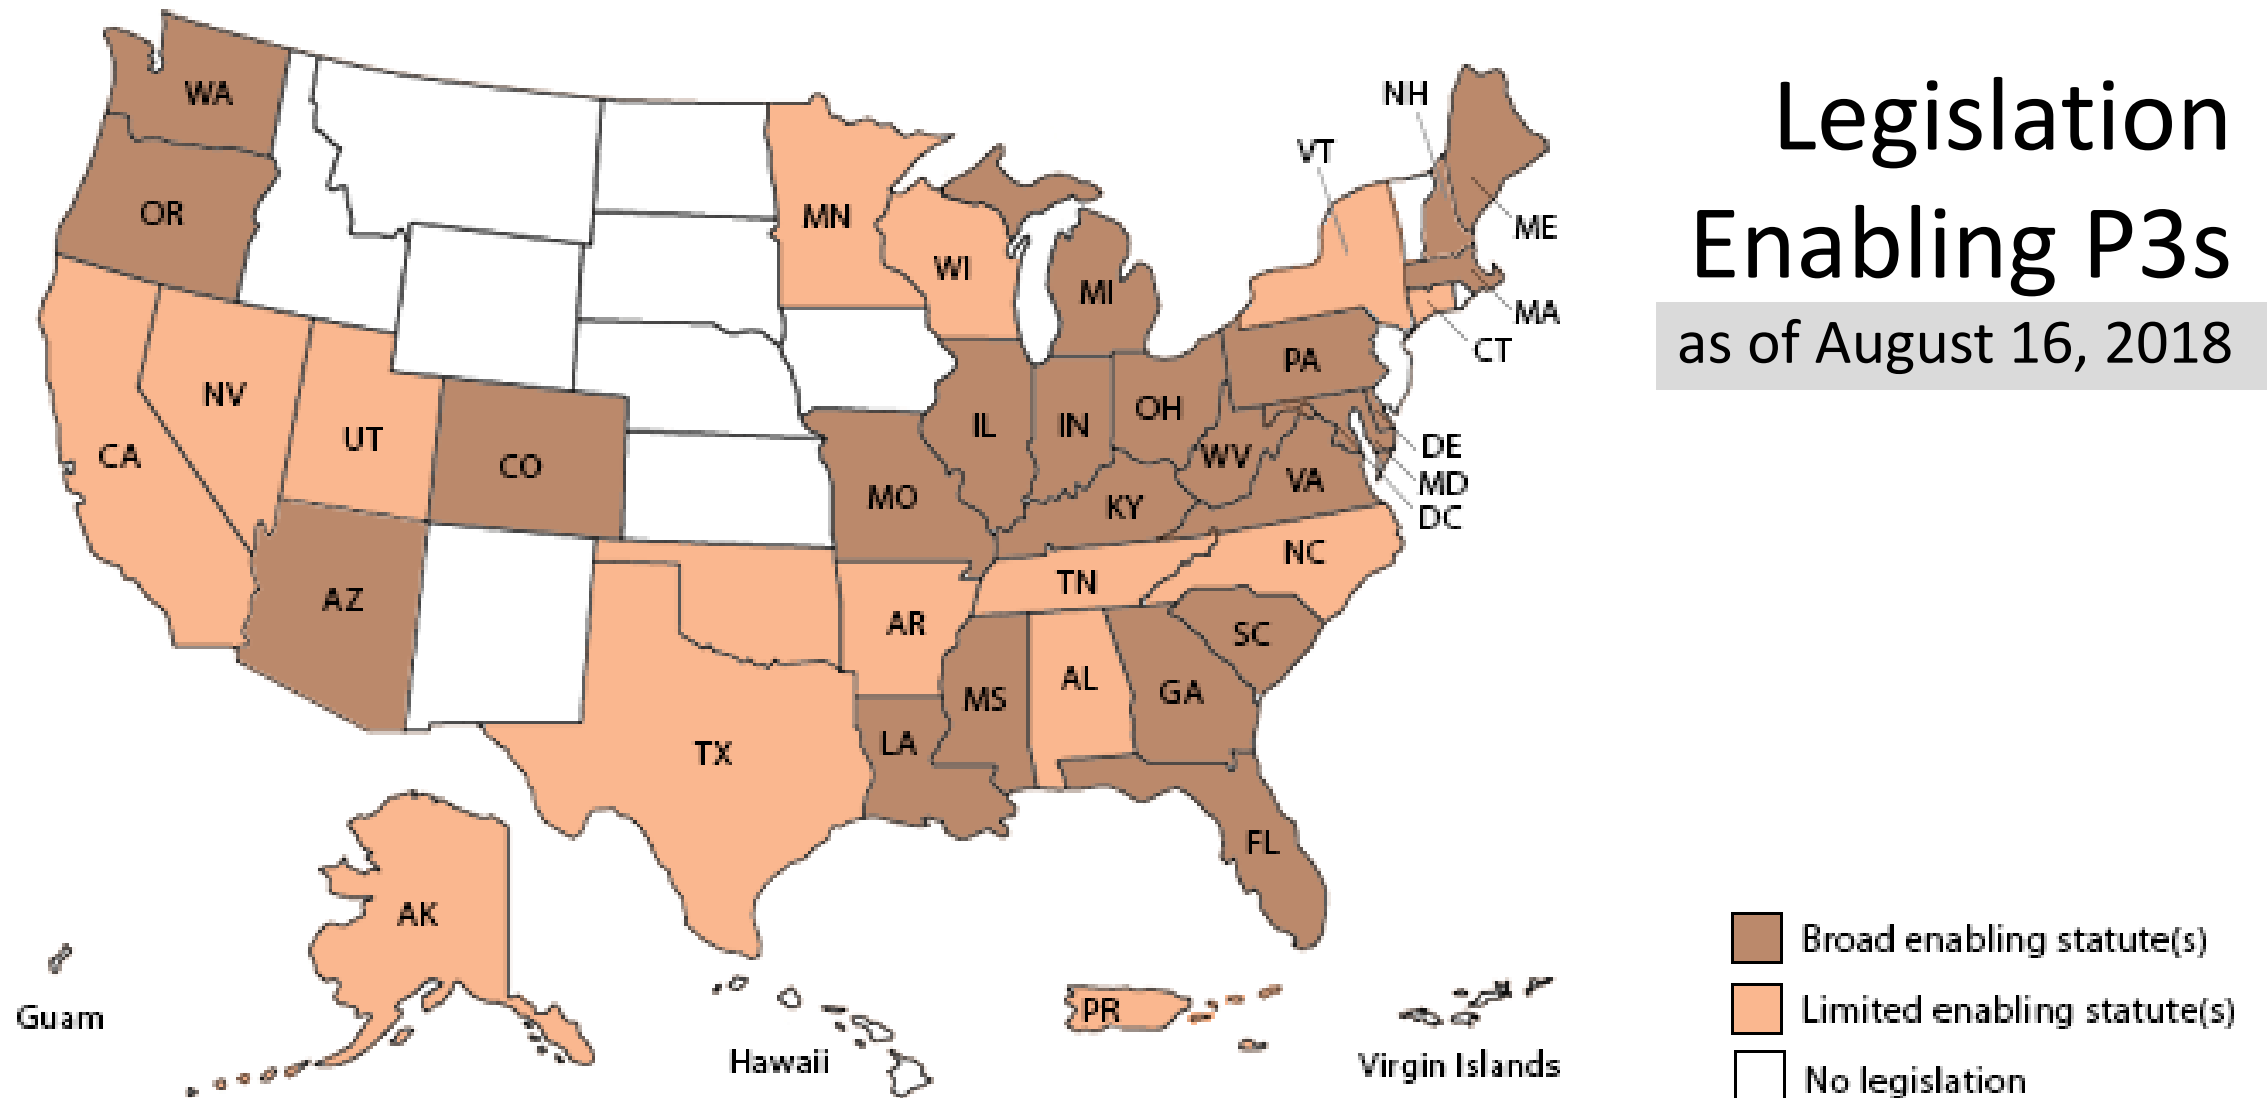 Legislation
Enabling P3s
as of August 16, 2018
WA
OR
CA
NV
UT
AZ
CO
TX
MN
WI
MI
IL
IN
OH
MO
KY
WV
VA
PA
NH
VT
ME
MA
CT
DE
MD
DC
NC
TN
AR
SC
MS
AL
GA
LA
FL
AK
PR
Guam
Hawaii
Virgin Islands
Broad enabling statute(s)
Limited enabling statute(s)
No legislation